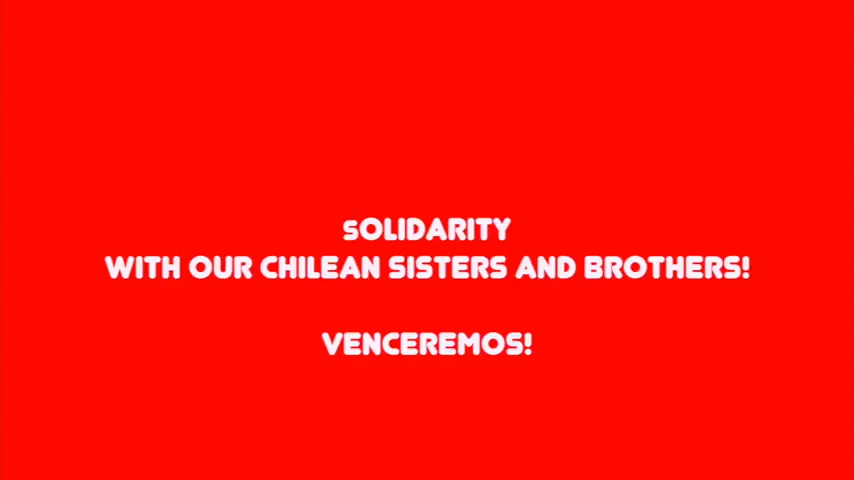 SOLIDARITY
WITH OUR CHILEAN SISTERS AND BROTHERS!
VENCEREMOS!